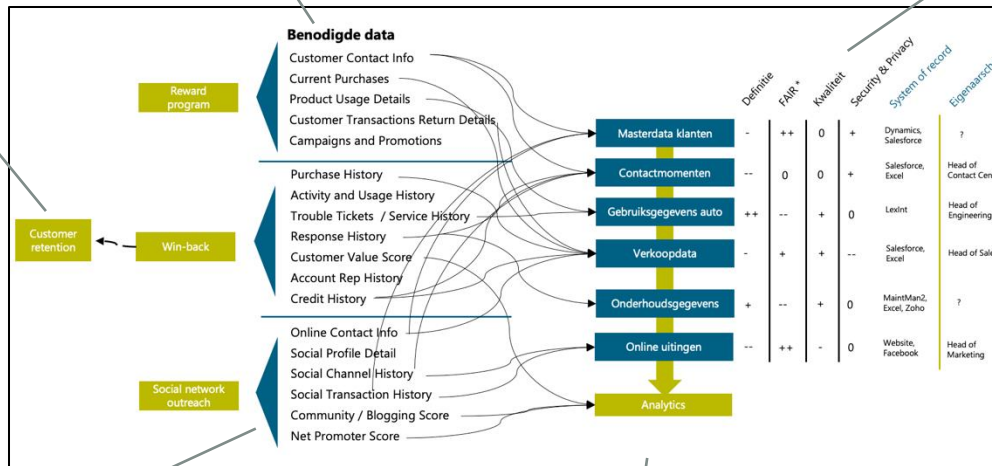 Benodigde data
Customer Contact Info
Current Purchases
Product Usage Details
Customer Transactions Return Details
Campaigns and Promotions
Reward
program
Purchase History
Activity and Usage History
Trouble Tickets / Service History
Response History
Customer Value Score
Account Rep History
Credit History
Customer
retention
Win-back
Online Contact Info
Social Profile Detail
Social Channel History
Social Transaction History
Community / Blogging Score
Net Promoter Score
Social network
outreach
Definitie
FAIR *
Kwaliteit
Security & Privacy
System of record
Eigenaarsch
Masterdata klanten - ++ 0 + Dynamics,
Salesforce ?
Contactmomenten -- 0 0 + Salesforce,
Excel
Head of
Contact Cen
Gebruiksgegevens auto ++ -- + 0 LexInt
Head of
Engineering
Verkoopdata - + + -- Salesforce,
Excel
Head of Sale
Onderhoudsgegevens + -- + 0 MaintMan2,
Excel, Zoho ?
Online uitingen -- ++ - 0 Website,
Facebook
Head of
Marketing
Analytics